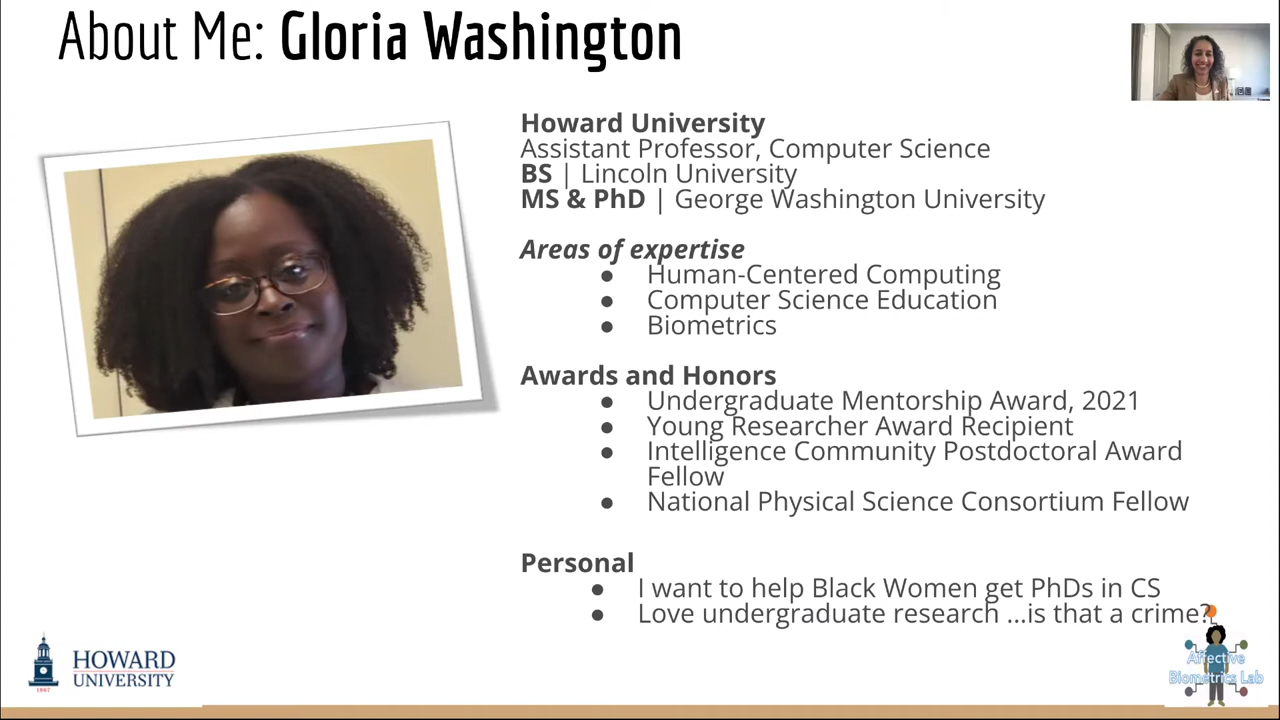 About Me: Gloria Washington
Howard University
Assistant Professor, Computer Science
BS | Lincoln University
MS & PhD | George Washington University
Areas of expertise
● Human-Centered Computing
● Computer Science Education
● Biometrics
Awards and Honors
● Undergraduate Mentorship Award, 2021
● Young Researcher Award Recipient
● Intelligence Community Postdoctoral Award
Fellow
● National Physical Science Consortium Fellow
Personal
● I want to help Black Women get PhDs in CS
● Love undergraduate research ...is that a crime?
1867
HOWARD
UNIVERSITY
Affective
Biometrics Lab